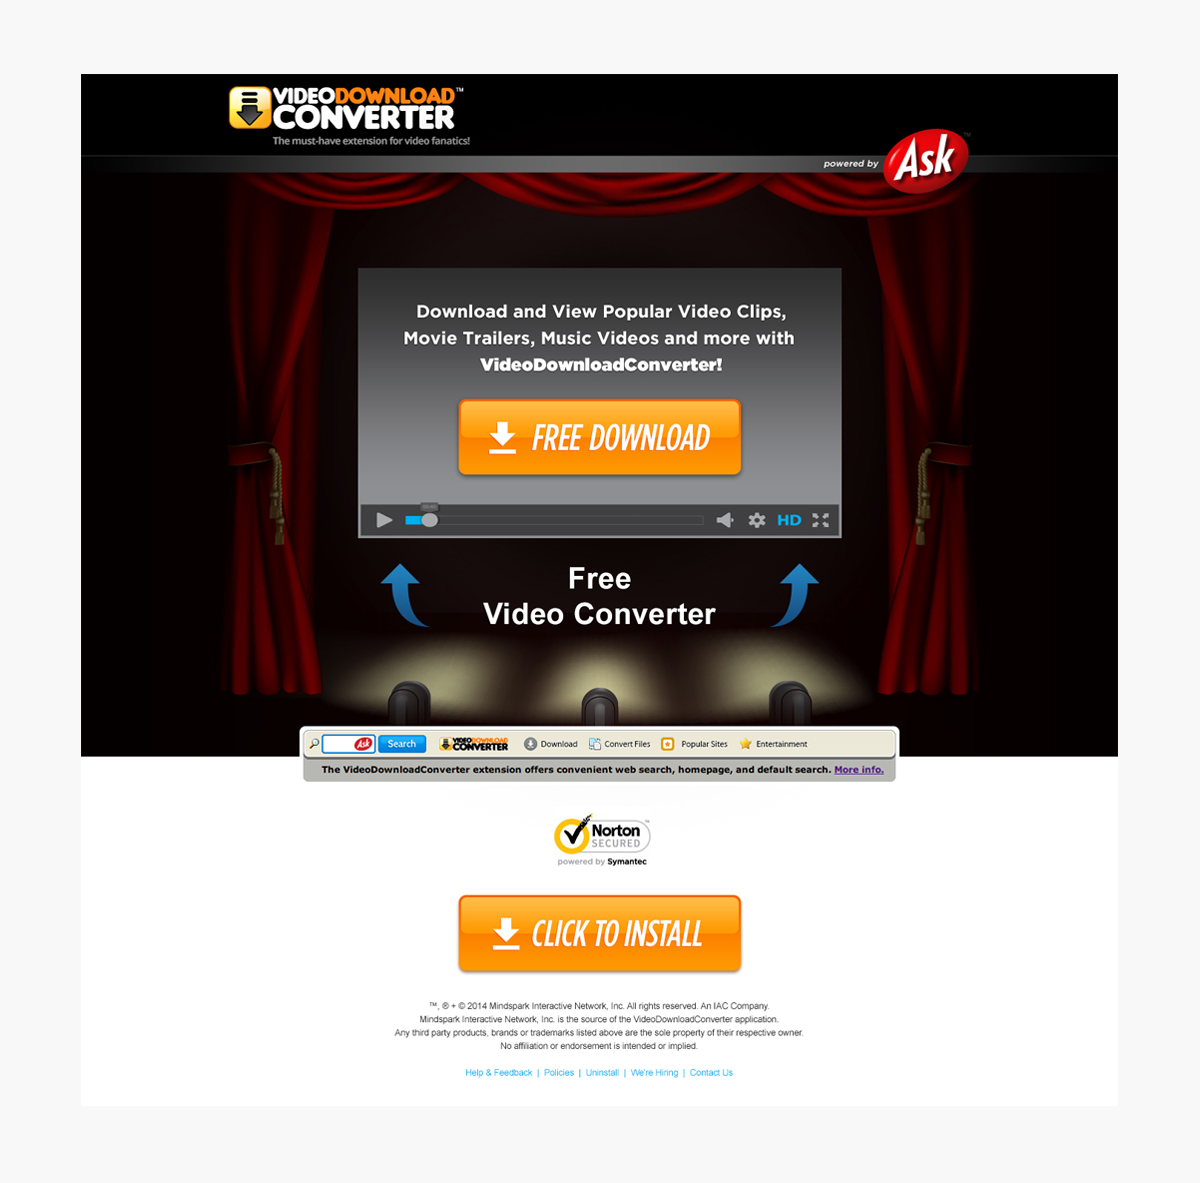 VIDEODOWNLOAD™
CONVERTER
The must-have extension for video fanatics!
powered by Ask™
Download and View Popular Video Clips,
Movie Trailers, Music Videos and more with
VideoDownloadConverter!
FREE DOWNLOAD
HD
Free
Video Converter
Ask Search VIDEODOWNLOAD CONVERTER Download Convert Files Popular Sites Entertainment
The VideoDownloadConverter extension offers convenient web search, homepage, and default search. More info.
Norton™
SECURED
powered by Symantec
CLICK TO INSTALL
™, ® + © 2014 Mindspark Interactive Network, Inc. All rights reserved. An IAC Company.
Mindspark Interactive Network, Inc. is the source of the VideoDownloadConverter application.
Any third party products, brands or trademarks listed above are the sole property of their respective owner.
No affiliation or endorsement is intended or implied.
Help & Feedback | Policies | Uninstall | We're Hiring | Contact Us